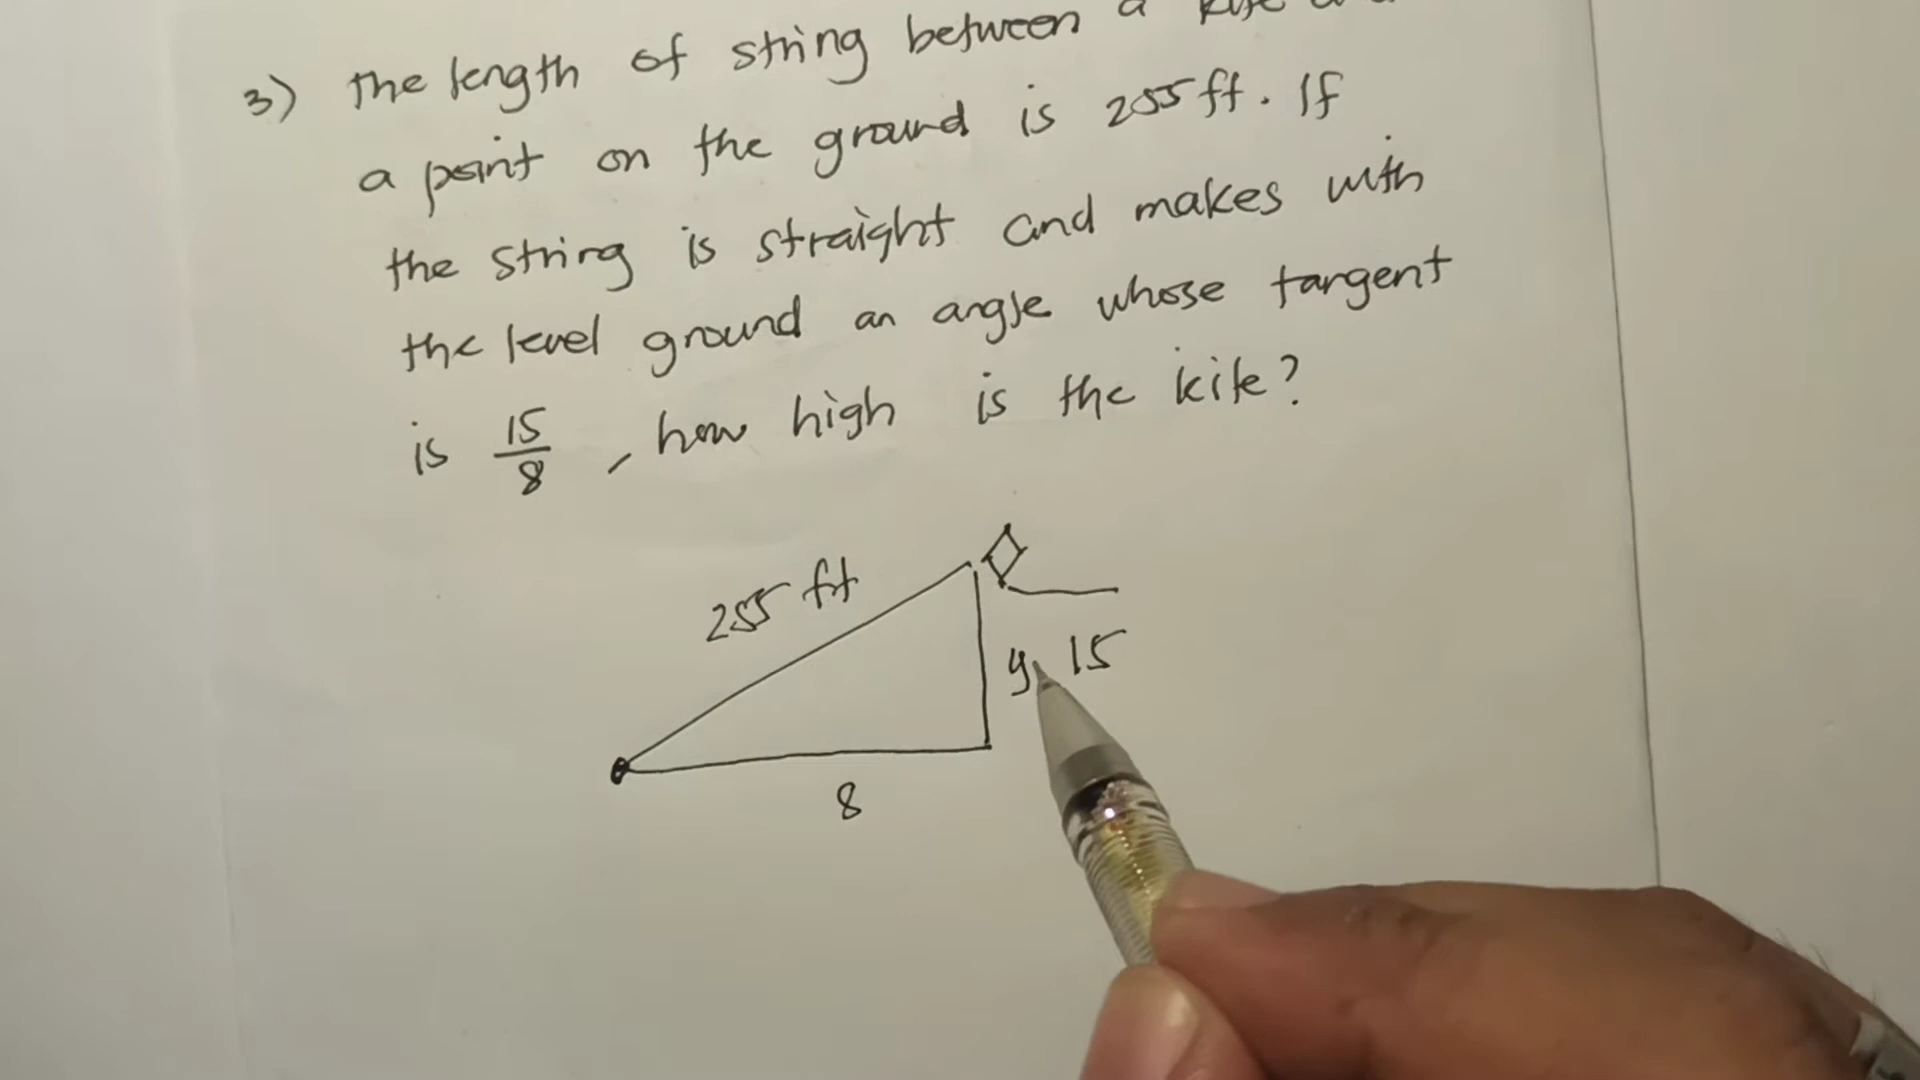 3) the length of string between a
a point on the ground is 255 ft. If
the string is straight and makes with
the level ground an angle whose tangent
is 15/8, how high is the kite?
255 ft
y 15
8